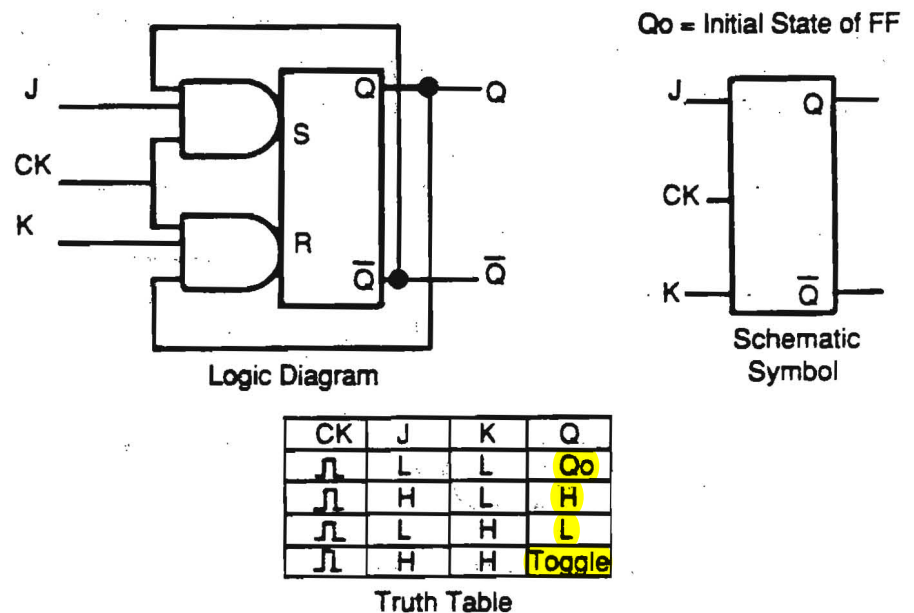 Qo = Initial State of FF
J
CK
K
S
R
Q
Q̅
Q
Q̅
Logic Diagram
J
CK
K
Q
Q̅
Schematic
Symbol
CK J K Q
L L Qo
H L H
L H L
H H Toggle
Truth Table